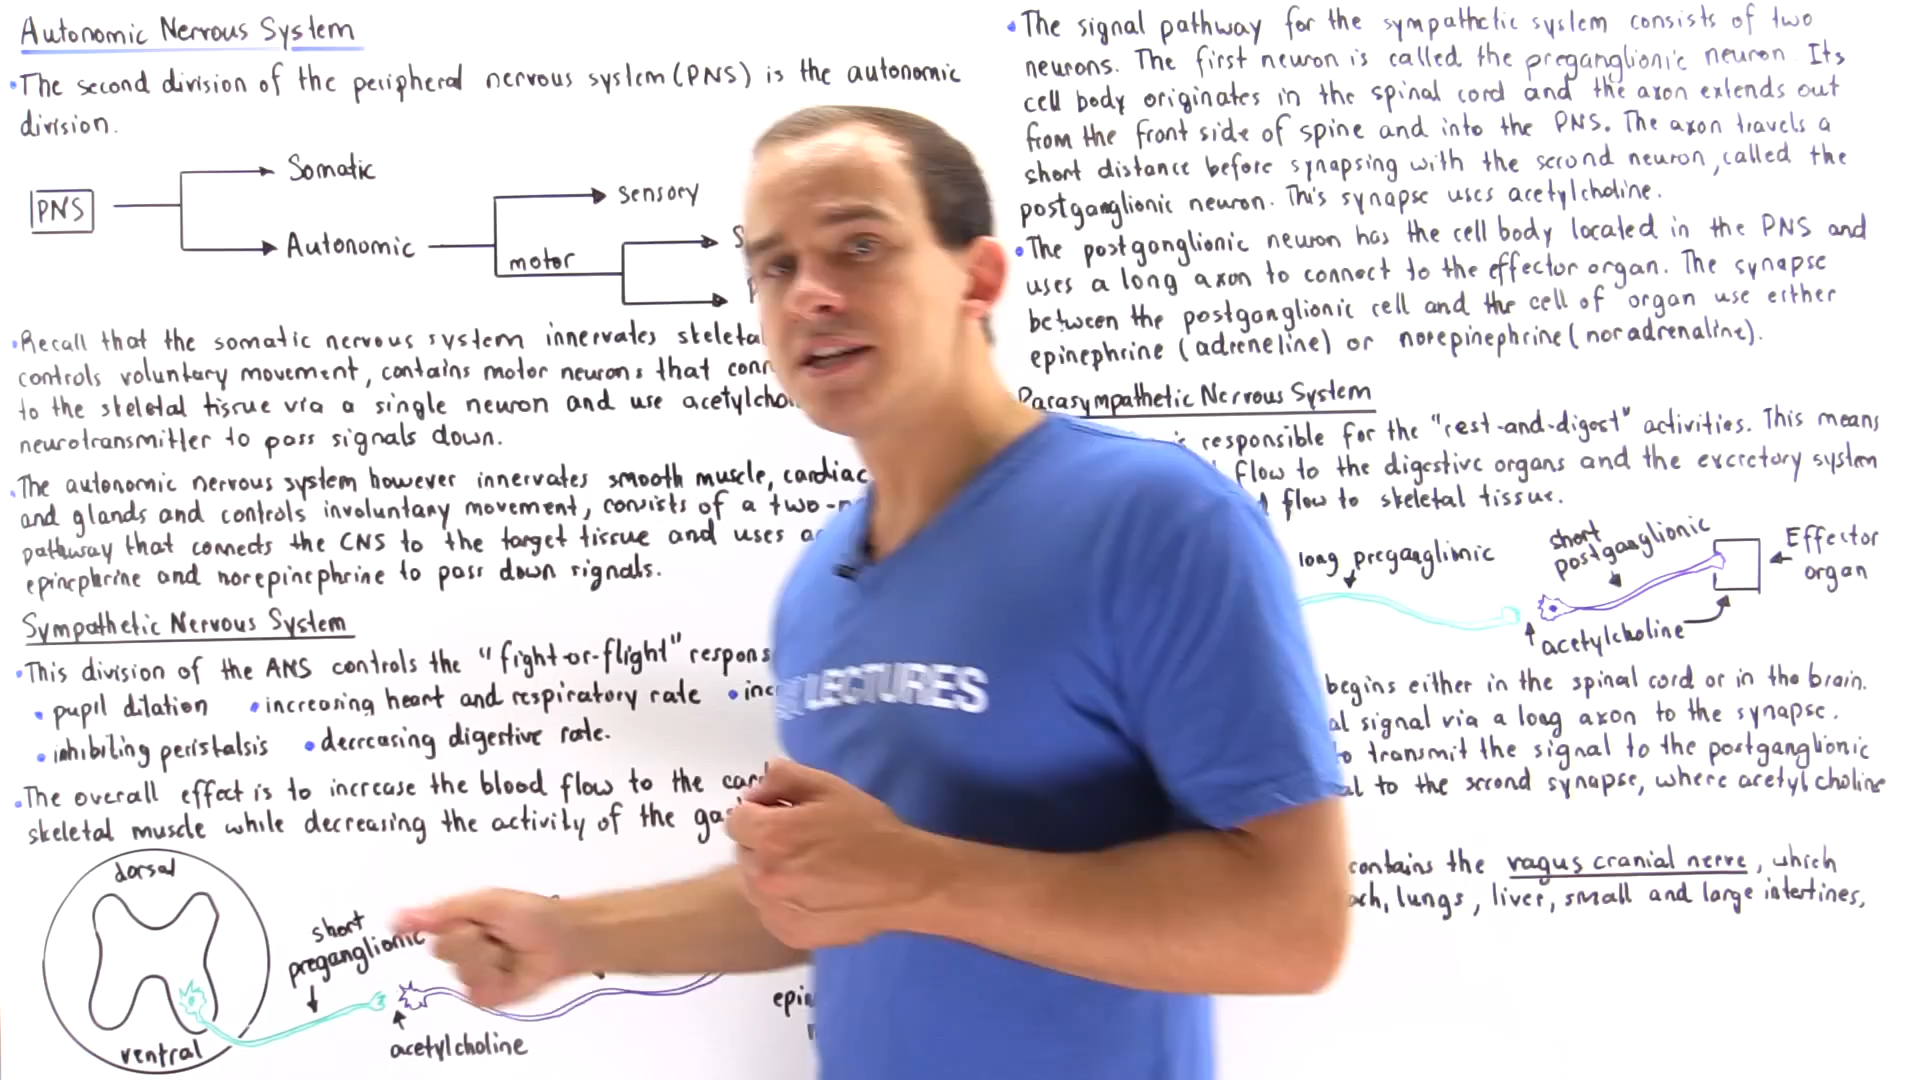 Autonomic Nervous System
•The second division of the peripheral nervous system (PNS) is the autonomic
division.
PNS
Somatic
Autonomic
sensory
motor
•Recall that the somatic nervous system innervates
controls voluntary movement, contains motor neurons that
to the skeletal tissue via a single neuron and use
neurotransmitter to pass signals down.
•The autonomic nervous system however innervates smooth muscle, cardiac
and glands and controls involuntary movement, consists of a
pathway that connects the CNS to the target tissue and uses
epinephrine and norepinephrine to pass down signals.
Sympathetic Nervous System
•This division of the ANS controls the "fight-or-flight"
•pupil dilation •increasing heart and respiratory rate
•inhibiting peristalsis •decreasing digestive rate.
•The overall effect is to increase the blood flow to the
skeletal muscle while decreasing the activity of the
dorsal
ventral
short
preganglionic
acetylcholine
•The signal pathway for the sympathetic system consists of two
neurons. The first neuron is called the preganglionic neuron. Its
cell body originates in the spinal cord and the axon extends out
from the front side of spine and into the PNS. The axon travels a
short distance before synapsing with the second neuron, called the
postganglionic neuron. This synapse uses acetylcholine.
•The postganglionic neuron has the cell body located in the PNS and
uses a long axon to connect to the effector organ. The synapse
between the postganglionic cell and the cell of organ use either
epinephrine (adreneline) or norepinephrine (noradrenaline).
Parasympathetic Nervous System
responsible for the "rest-and-digest" activities. This means
flow to the digestive organs and the excretory system
flow to skeletal tissue.
long preganglionic
short
postganglionic
Effector
organ
acetylcholine
begins either in the spinal cord or in the brain.
signal via a long axon to the synapse.
to transmit the signal to the postganglionic
to the second synapse, where acetylcholine
contains the vagus cranial nerve, which
lungs, liver, small and large intertines,
LECTURES